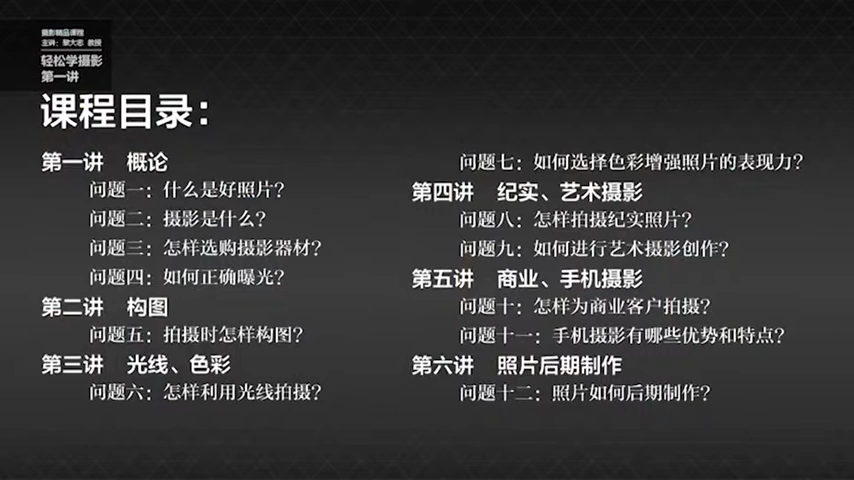 摄影精品课程
主讲：黎大志 教授
轻松学摄影
第一讲
课程目录：
第一讲 概论
问题一：什么是好照片？
问题二：摄影是什么？
问题三：怎样选购摄影器材？
问题四：如何正确曝光？
第二讲 构图
问题五：拍摄时怎样构图？
第三讲 光线、色彩
问题六：怎样利用光线拍摄？
问题七：如何选择色彩增强照片的表现力？
第四讲 纪实、艺术摄影
问题八：怎样拍摄纪实照片？
问题九：如何进行艺术摄影创作？
第五讲 商业、手机摄影
问题十：怎样为商业客户拍摄？
问题十一：手机摄影有哪些优势和特点？
第六讲 照片后期制作
问题十二：照片如何后期制作？